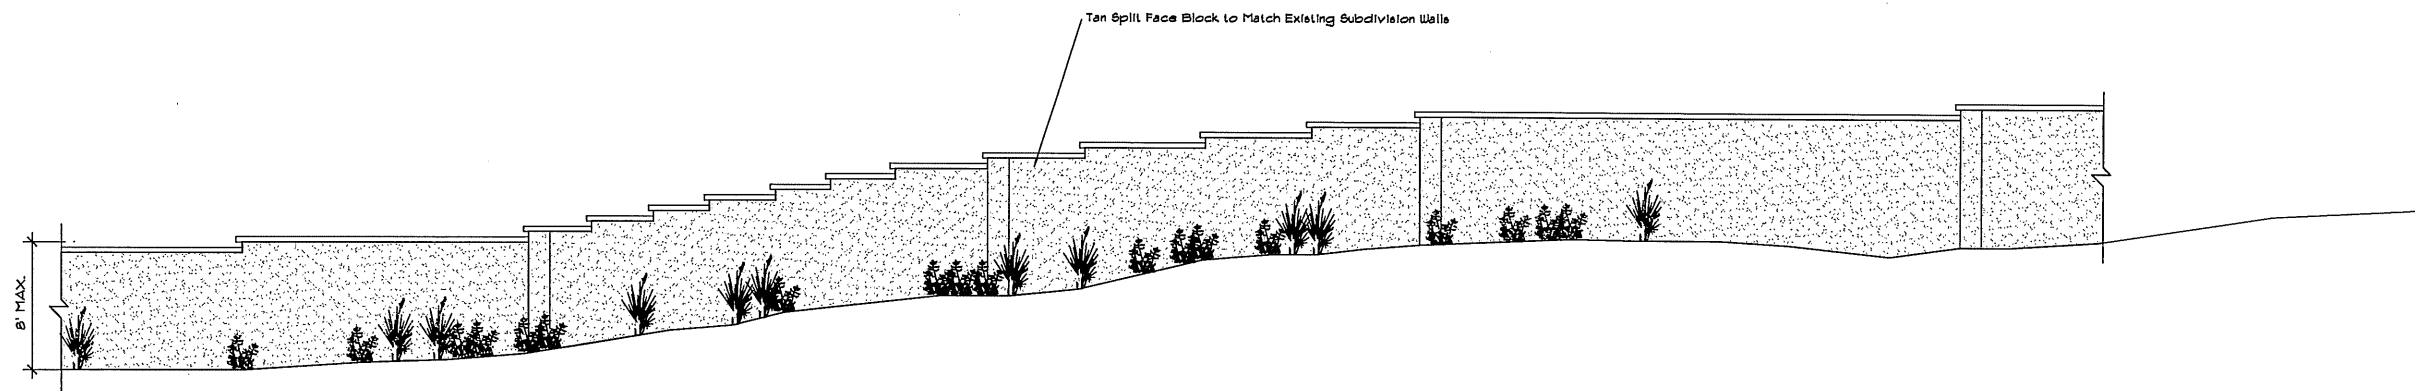 Tan Split Face Block to Match Existing Subdivision Walls
8' MAX.